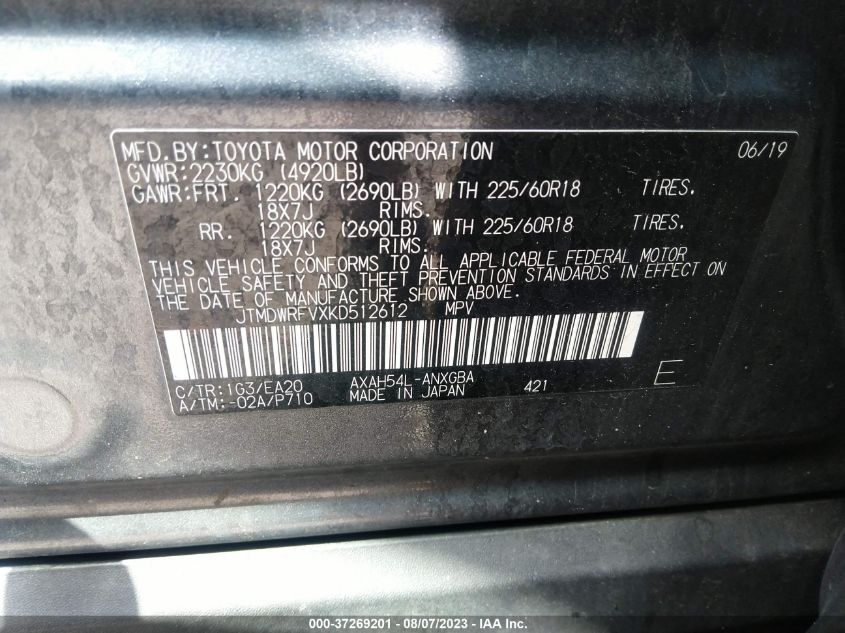 MFD.BY:TOYOTA MOTOR CORPORATION 06/19
GVWR:2230KG (4920LB)
GAWR:FRT. 1220KG (2690LB) WITH 225/60R18 TIRES.
18X7J RIMS.
RR. 1220KG (2690LB) WITH 225/60R18 TIRES.
18X7J RIMS:
THIS VEHICLE CONFORMS TO ALL APPLICABLE FEDERAL MOTOR
VEHICLE SAFETY AND THEFT PREVENTION STANDARDS IN EFFECT ON
THE DATE OF MANUFACTURE SHOWN ABOVE.
JTMDWRFVXKD512612 MPV
C/TR:1G3/EA20 AXAH54L-ANXGBA 421 E
A/TM:-02A/P710 MADE IN JAPAN
000-37269201 - 08/07/2023 - IAA Inc.